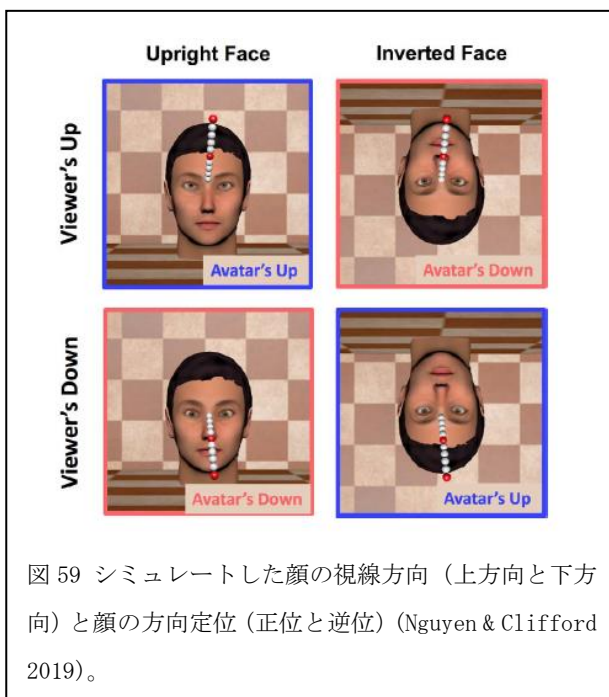 Upright Face
Inverted Face
Viewer's Up
Avatar's Up
Avatar's Down
Viewer's Down
Avatar's Down
Avatar's Up
図 59 シミュレートした顔の視線方向（上方向と下方
向）と顔の方向定位（正位と逆位）(Nguyen & Clifford
2019)。